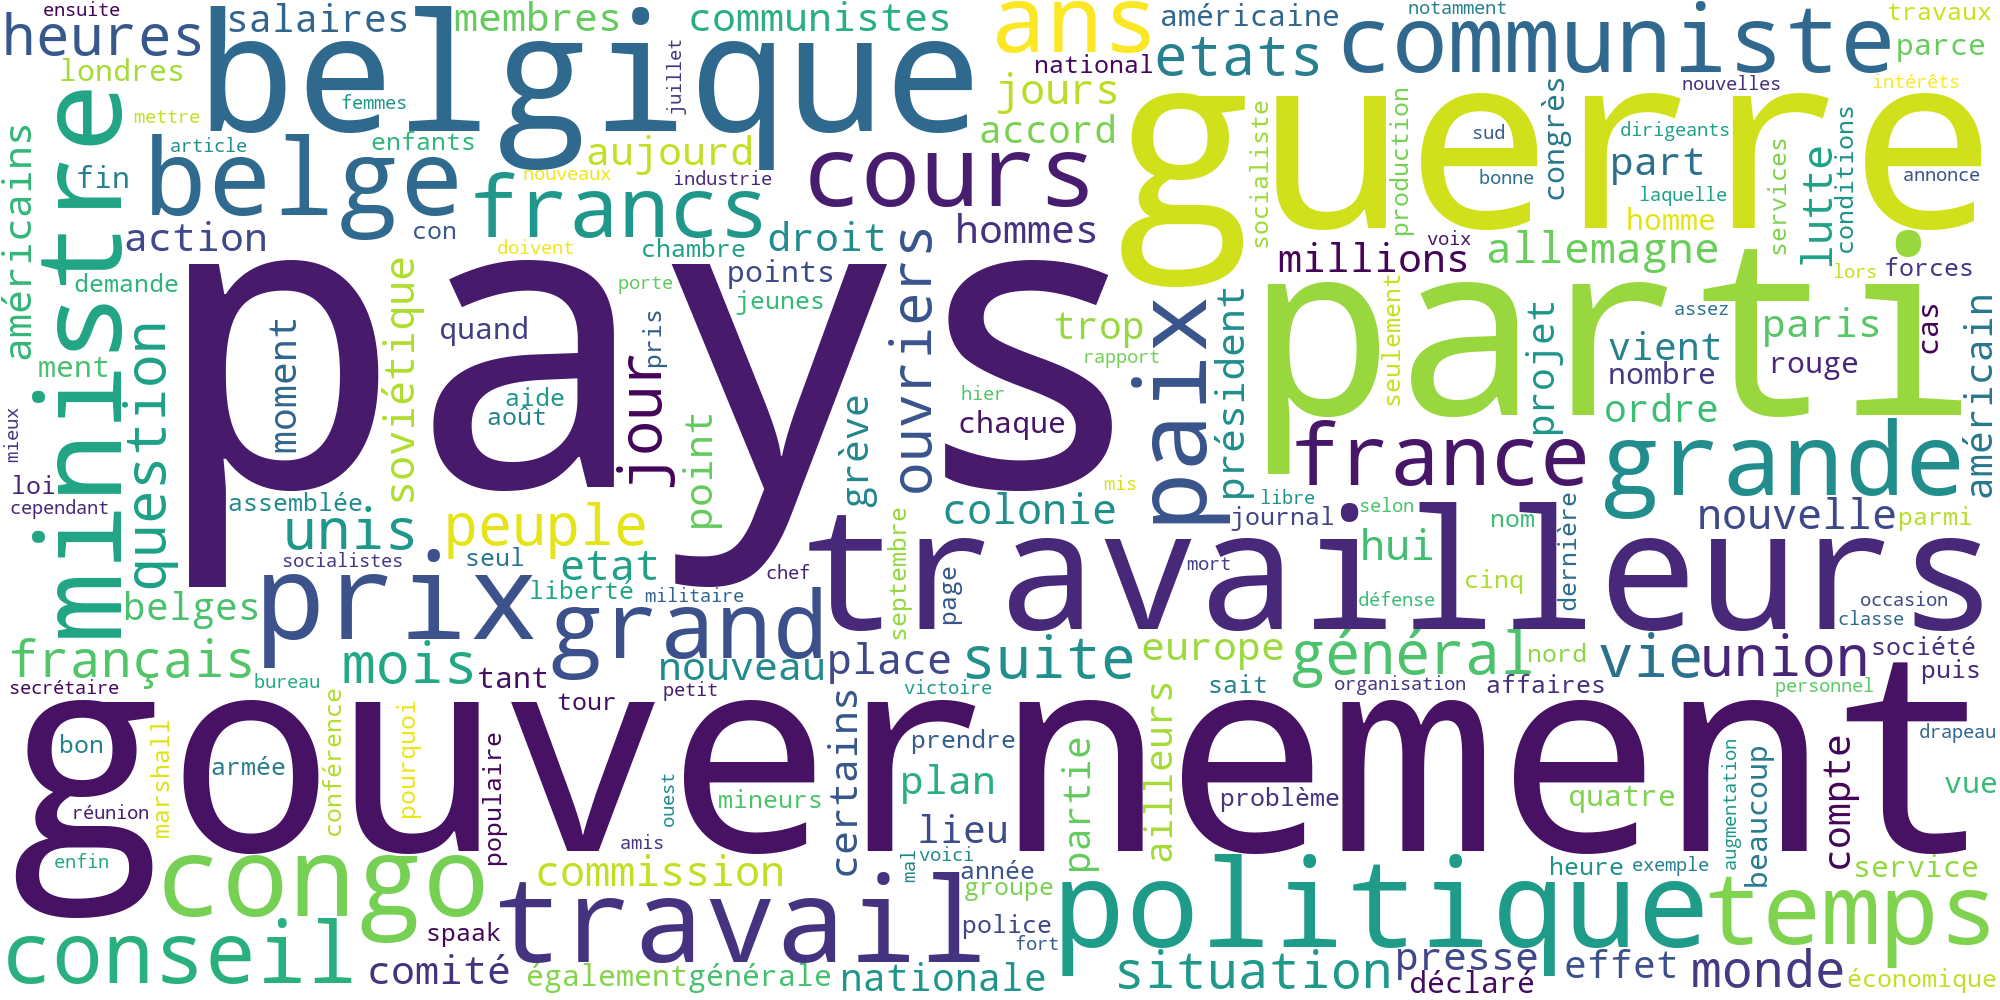 ensuite
heures
salaires
membres
communistes
ans
américaine
notamment
travaux
belgique
etats
communiste
parce
londres
juillet
national
jours
nouvelles
intérêts
mettre
femmes
ministre
américains
article
enfants
aujourd
accord
guerre
socialiste
production
congrès
sud
dirigeants
part
services
lutte
conditions
fin
belge
nouveaux
industrie
cours
bonne
laquelle
annonce
francs
action
con
doivent
chambre
droit
hommes
homme
voix
millions
allemagne
lors
forces
demande
soviétique
pays
porte
points
jeunes
ouvriers
paix
président
parti
seulement
projet
assez
paris
cas
américain
question
moment
quand
jour
pris
trop
rapport
vient
nombre
rouge
ment
aide
août
point
grève
hier
chaque
ordre
mieux
france
grande
loi
cependant
assemblée
unis
peuple
colonie
mis
libre
journal
selon
nom
dernière
nouvelle
parmi
socialistes
seul
etat
chef
travailleurs
hui
septembre
page
mort
cinq
belges
prix
liberté
militaire
grand
défense
occasion
classe
français
bureau
mois
tant
nouveau
place
suite
europe
général
nord
vie
union
société
puis
secrétaire
tour
petit
victoire
sait
organisation
affaires
personnel
gouvernement
bon
marshall
armée
conférence
pourquoi
populaire
ouest
mineurs
certains
prendre
plan
partie
ailleurs
problème
quatre
augmentation
beaucoup
compte
drapeau
vue
réunion
amis
lieu
enfin
congo
commission
mal
voici
année
groupe
heure
exemple
service
conseil
spaak
travail
police
fort
politique
temps
comité
également
générale
nationale
situation
presse
déclaré
effet
monde
économique